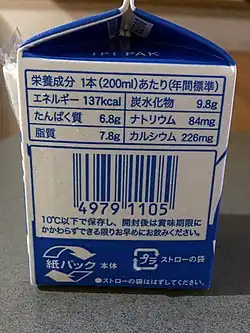 TPI PAK
栄養成分 1本(200ml)あたり(年間標準)
エネルギー 137kcal 炭水化物 9.8g
たんぱく質 6.8g ナトリウム 84mg
脂質 7.8g カルシウム 226mg
4979 1105
10℃以下で保存し、開封後は賞味期限に
かかわらずできる限りお早めにお飲みください。
紙パック 本体
プラ ストローの袋
●ストローの袋ははずしてください。